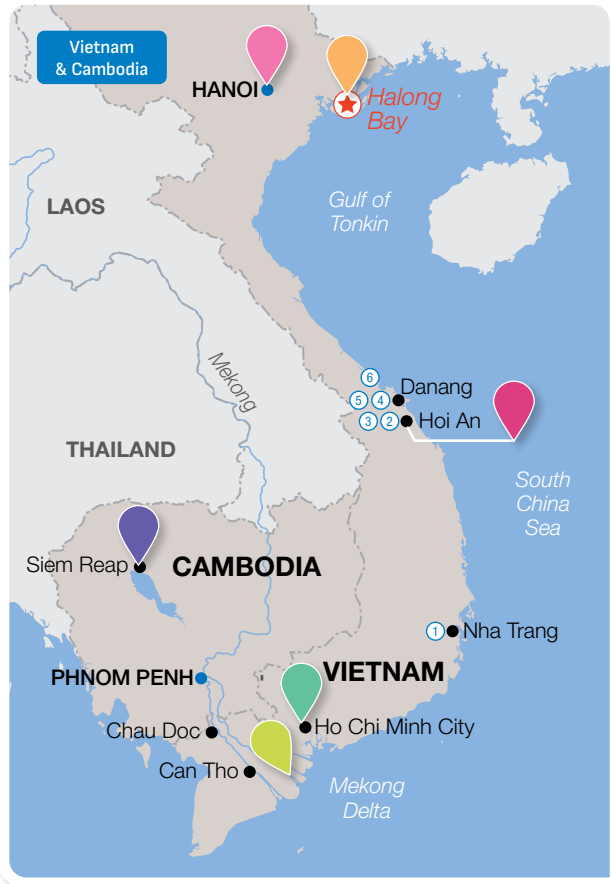 Vietnam
& Cambodia
HANOI
Halong
Bay
Gulf of
Tonkin
LAOS
Mekong
6
5 4 Danang
3 2 Hoi An
THAILAND
South
China
Sea
Siem Reap
CAMBODIA
1 Nha Trang
PHNOM PENH
VIETNAM
Chau Doc
Ho Chi Minh City
Can Tho
Mekong
Delta